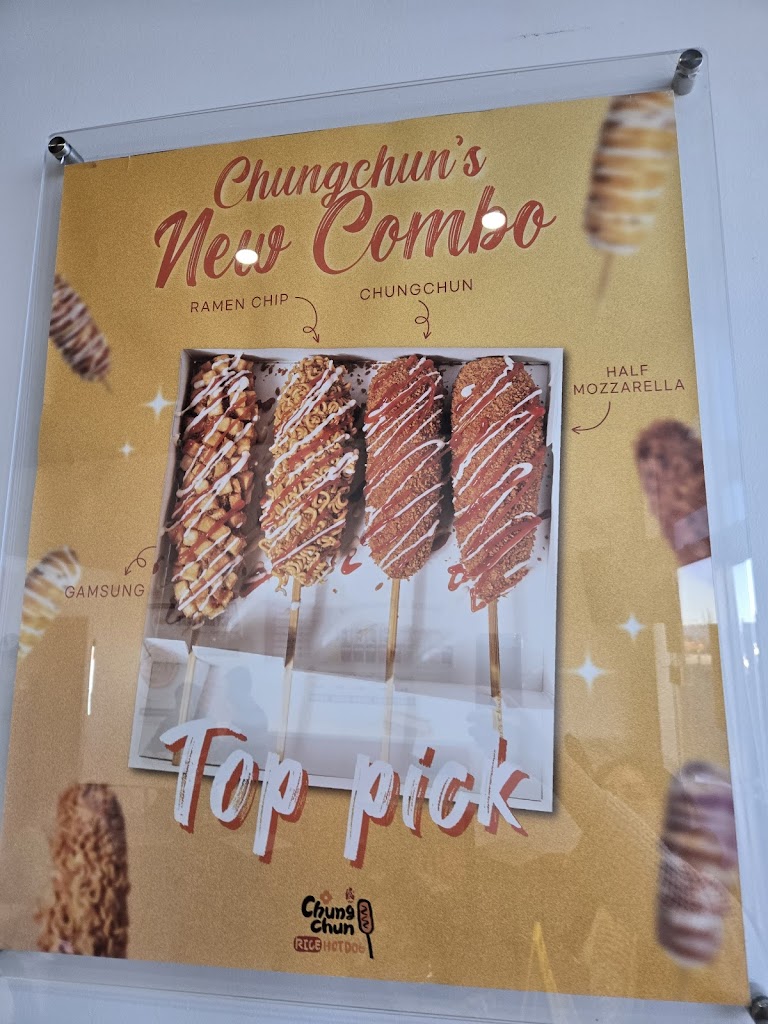 Chungchun's
New Combo
RAMEN CHIP
CHUNGCHUN
HALF
MOZZARELLA
GAMSUNG
Top pick
Chung
chun
RICE HOTDOG